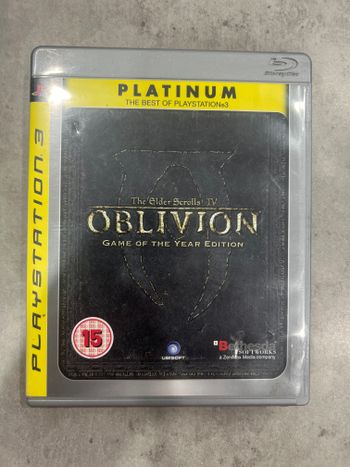 Blu-ray Disc
PLATINUM
THE BEST OF PLAYSTATION®3
PLAYSTATION 3
The Elder Scrolls IV
OBLIVION
GAME OF THE YEAR EDITION
15
UBISOFT
Bethesda
SOFTWORKS
a ZeniMax Media company